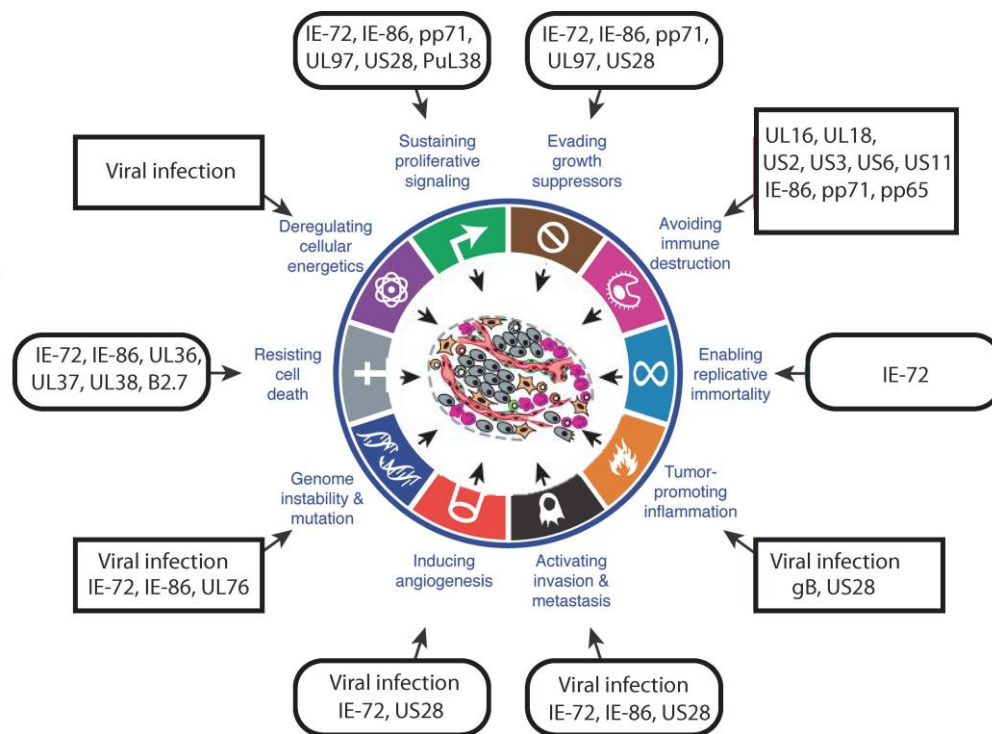 IE-72, IE-86, pp71,
UL97, US28, PuL38
IE-72, IE-86, pp71,
UL97, US28
Sustaining
proliferative
signaling
Evading
growth
suppressors
Viral infection
UL16, UL18,
US2, US3, US6, US11
IE-86, pp71, pp65
Deregulating
cellular
energetics
Avoiding
immune
destruction
IE-72, IE-86, UL36,
UL37, UL38, B2.7
Resisting
cell
death
Enabling
replicative
immortality
IE-72
Genome
instability &
mutation
Tumor-
promoting
inflammation
Viral infection
IE-72, IE-86, UL76
Inducing
angiogenesis
Activating
invasion &
metastasis
Viral infection
gB, US28
Viral infection
IE-72, US28
Viral infection
IE-72, IE-86, US28